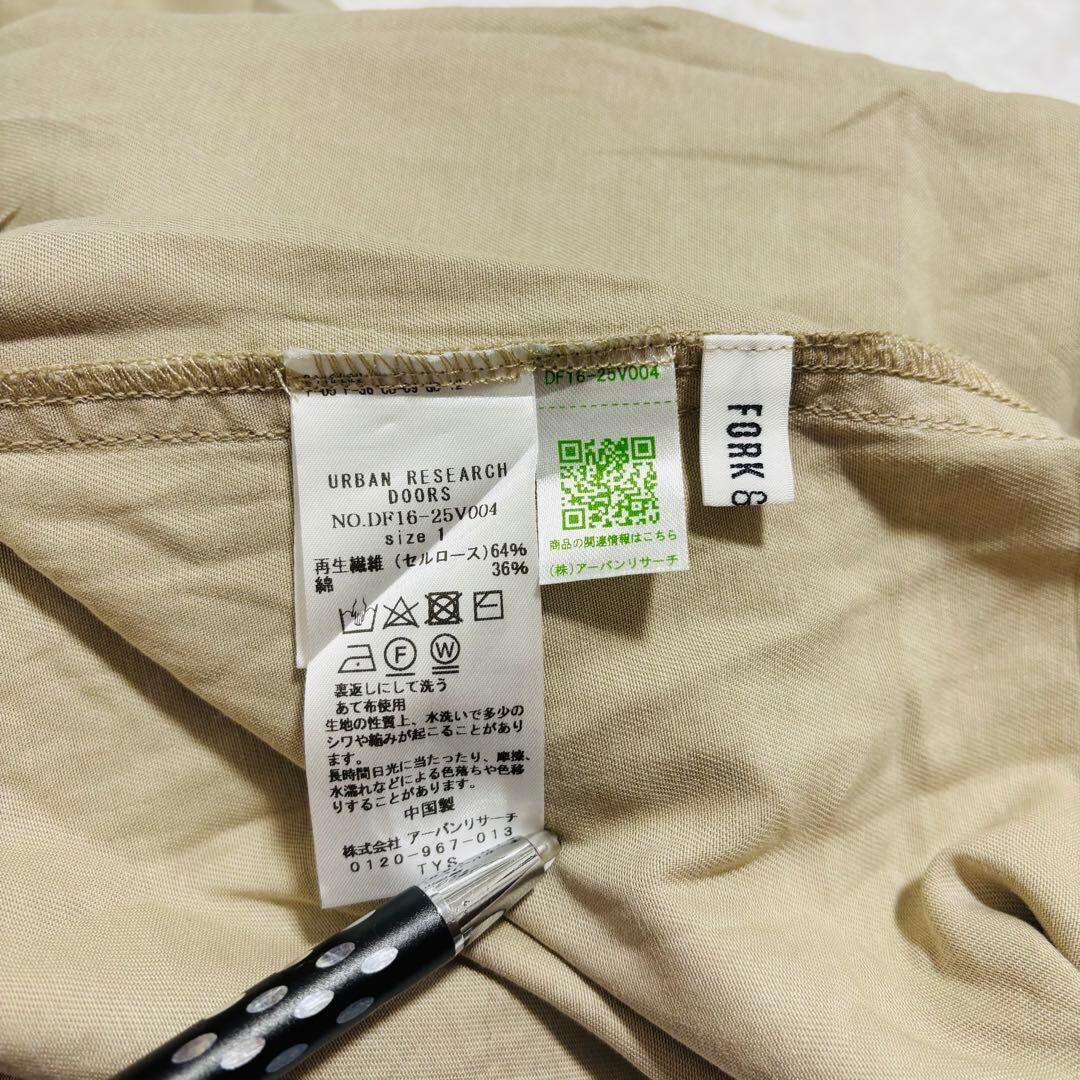 URBAN RESEARCH
DOORS
NO.DF16-25V004
size 1
再生繊維 (セルロース)64%
綿 36%
F W
裏返しにして洗う
あて布使用
生地の性質上、水洗いで多少の
シワや縮みが起こることがあり
ます。
長時間日光に当たったり、摩擦、
水濡れなどによる色落ちや色移
りすることがあります。
中国製
株式会社 アーバンリサーチ
0120-967-013
TYS
DF16-25V004
商品の関連情報はこちら
(株)アーバンリサーチ
FORK &